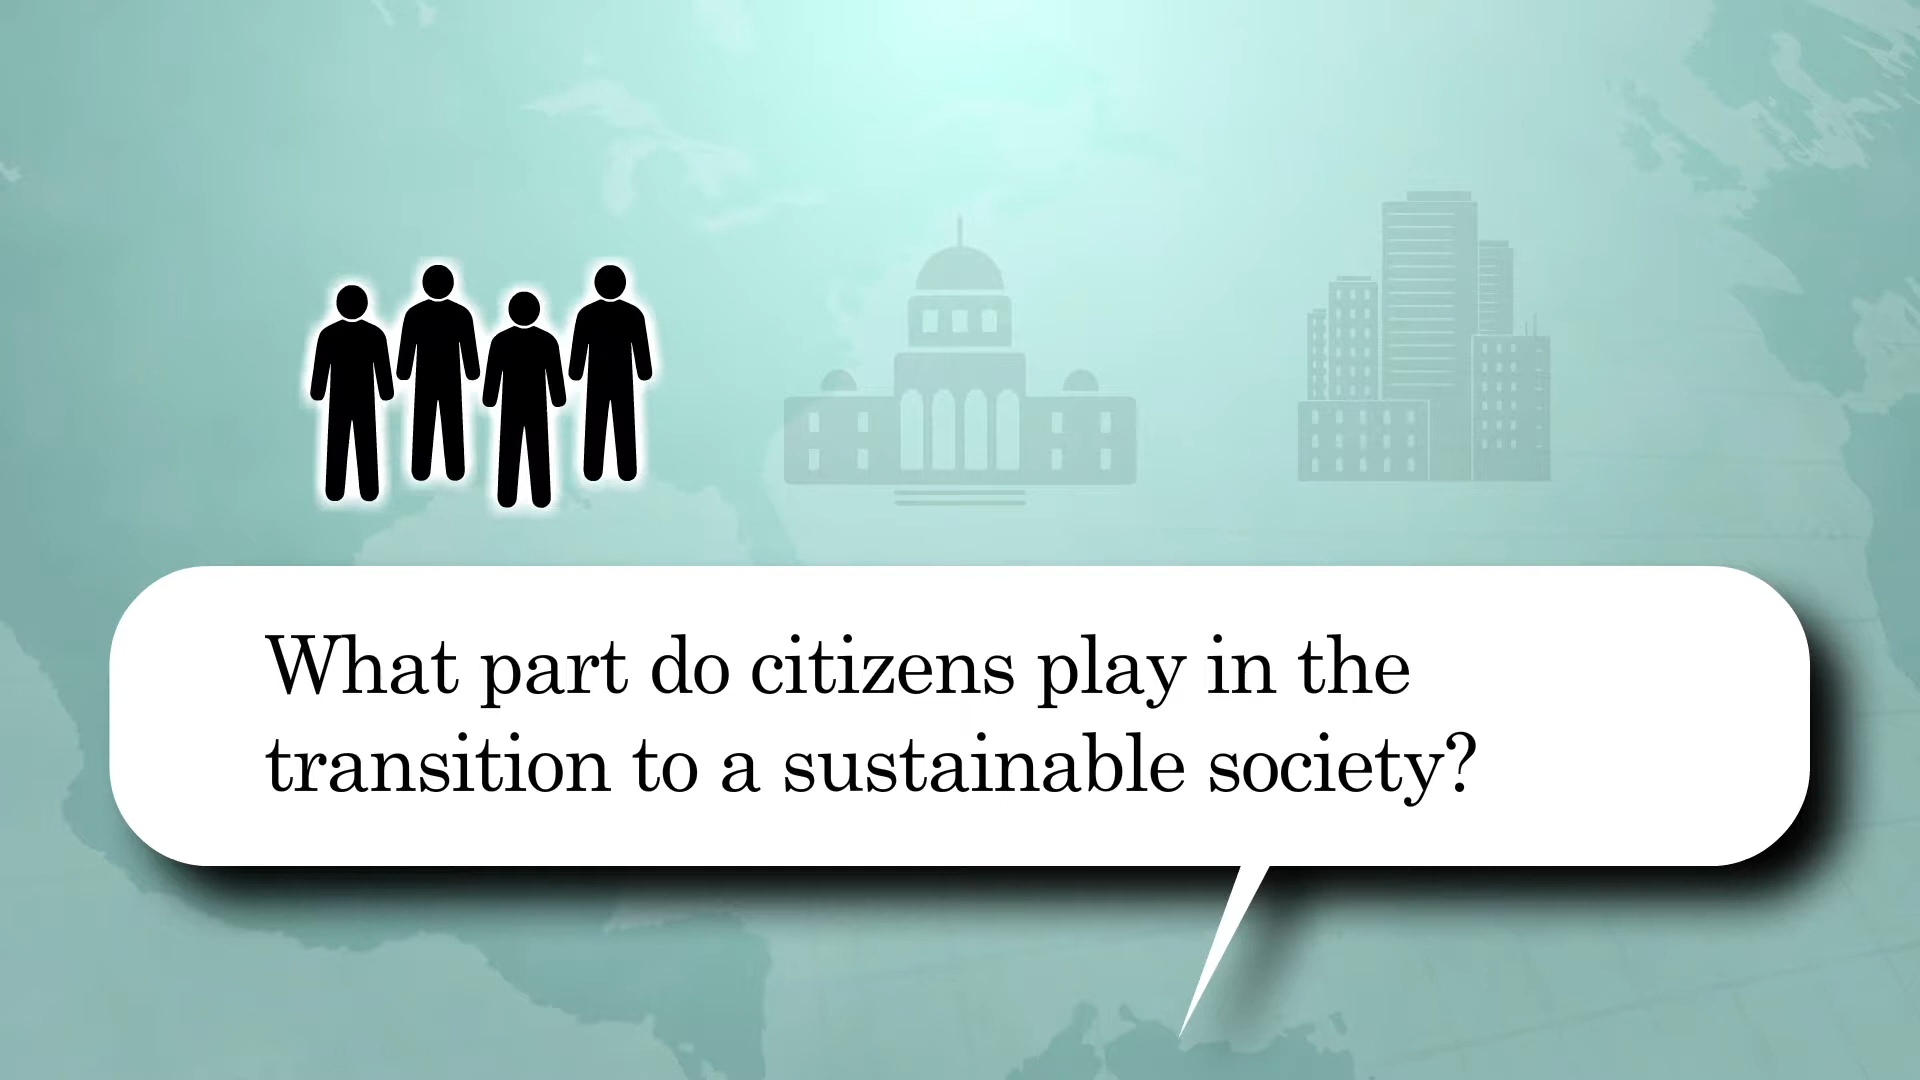 What part do citizens play in the
transition to a sustainable society?